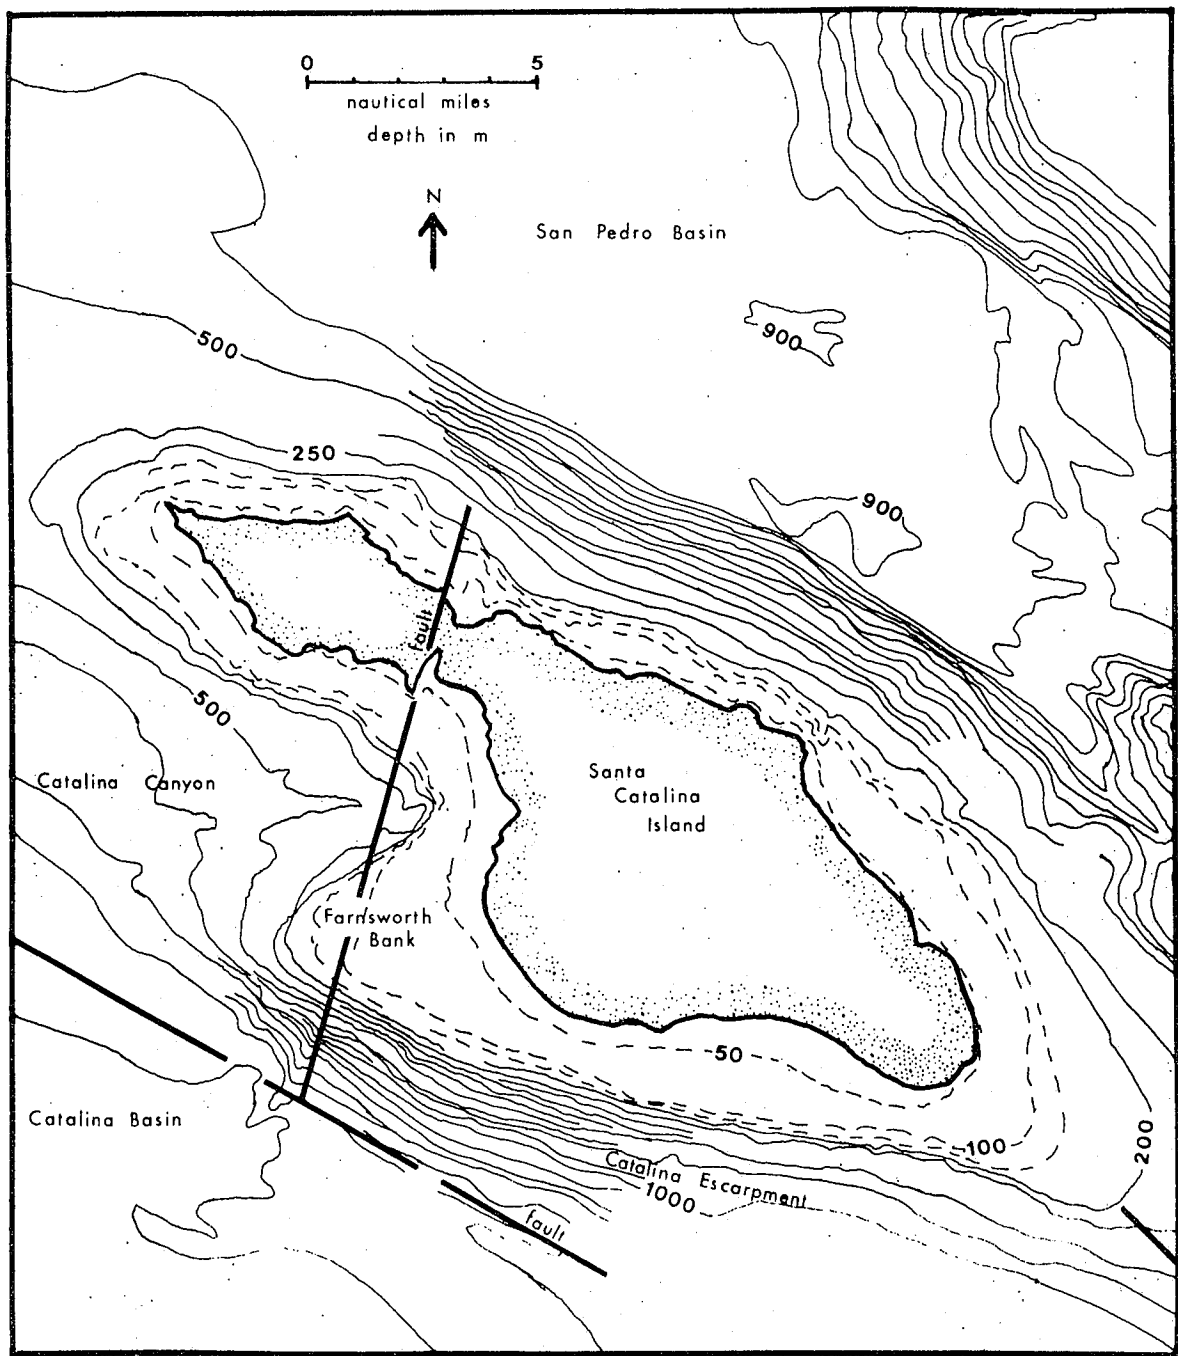 0 5
nautical miles
depth in m
N
San Pedro Basin
500
900
250
900
fault
500
Catalina Canyon
Santa
Catalina
Island
Farnsworth
Bank
50
Catalina Basin
100
200
Catalina Escarpment
1000
fault